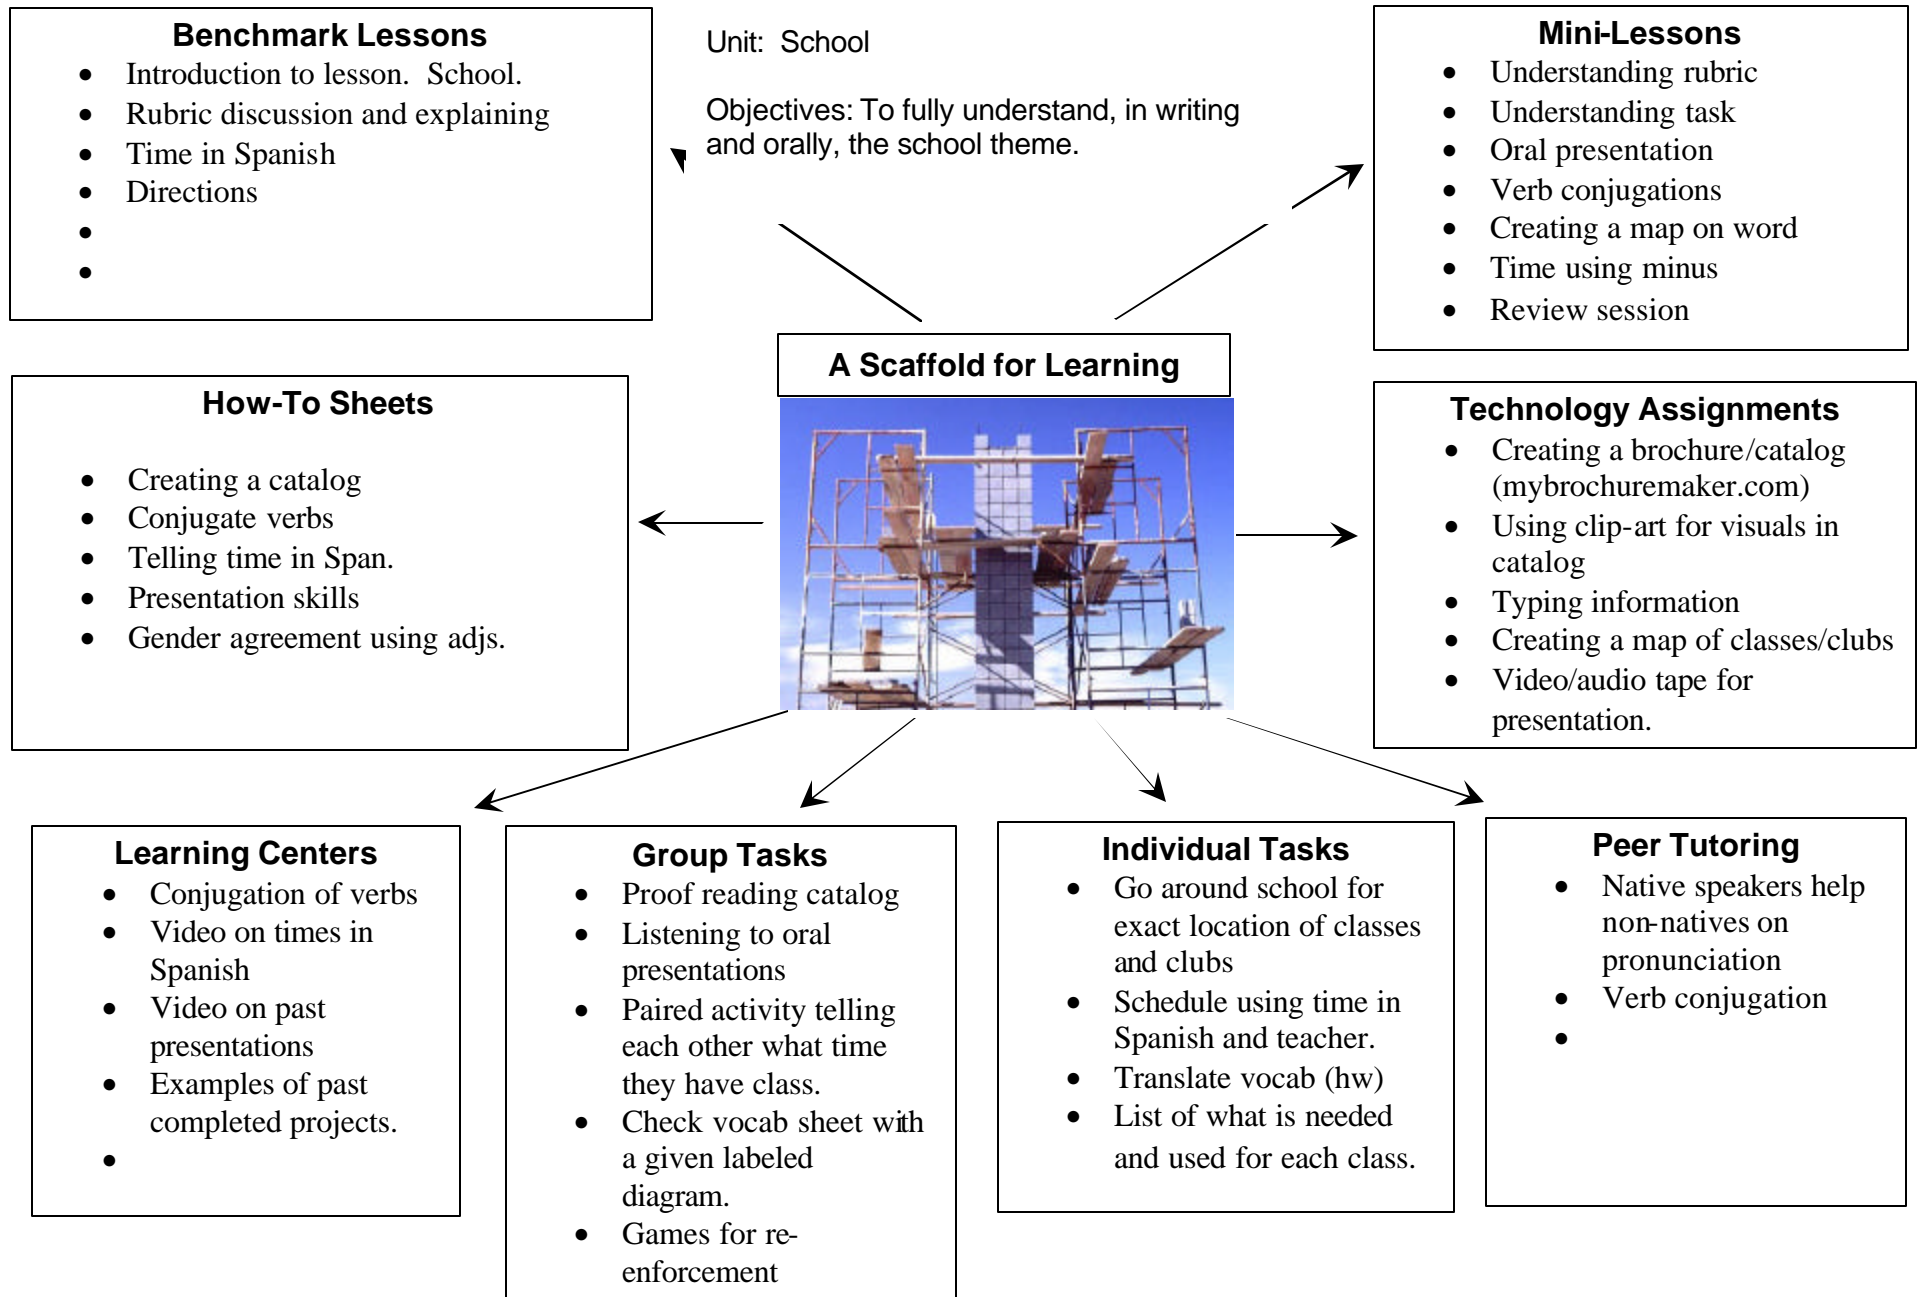 Benchmark Lessons
• Introduction to lesson.  School.
• Rubric discussion and explaining
• Time in Spanish
• Directions
•
•
Unit:  School
Objectives: To fully understand, in writing
and orally, the school theme.
Mini-Lessons
• Understanding rubric
• Understanding task
• Oral presentation
• Verb conjugations
• Creating a map on word
• Time using minus
• Review session
A Scaffold for Learning
How-To Sheets
• Creating a catalog
• Conjugate verbs
• Telling time in Span.
• Presentation skills
• Gender agreement using adjs.
Technology Assignments
• Creating a brochure/catalog
(mybrochuremaker.com)
• Using clip-art for visuals in
catalog
• Typing information
• Creating a map of classes/clubs
• Video/audio tape for
presentation.
Learning Centers
• Conjugation of verbs
• Video on times in
Spanish
• Video on past
presentations
• Examples of past
completed projects.
•
Group Tasks
• Proof reading catalog
• Listening to oral
presentations
• Paired activity telling
each other what time
they have class.
• Check vocab sheet with
a given labeled
diagram.
• Games for re-
enforcement
Individual Tasks
• Go around school for
exact location of classes
and clubs
• Schedule using time in
Spanish and teacher.
• Translate vocab (hw)
• List of what is needed
and used for each class.
Peer Tutoring
• Native speakers help
non-natives on
pronunciation
• Verb conjugation
•